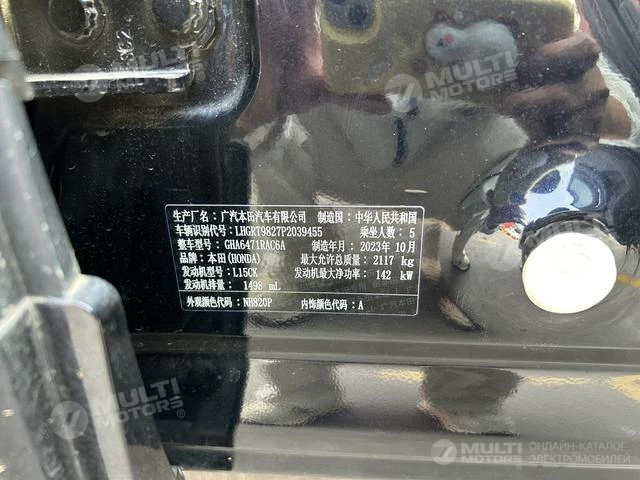 生产厂名：广汽本田汽车有限公司 制造国：中华人民共和国
车辆识别代号：LHGRT9827P2039455 乘坐人数：5
整车型号：GHA6471RAC6A 制造年月：2023年10月
品牌：本田(HONDA) 最大允许总质量：2117 kg
发动机型号：L15CK 发动机最大净功率：142 kW
发动机排量：1498 mL
外观颜色代码：NH820P 内饰颜色代码：A
MULTI MOTORS
MULTI MOTORS
MULTI MOTORS
MULTI MOTORS ОНЛАЙН-КАТАЛОГ ЭЛЕКТРОМОБИЛЕЙ